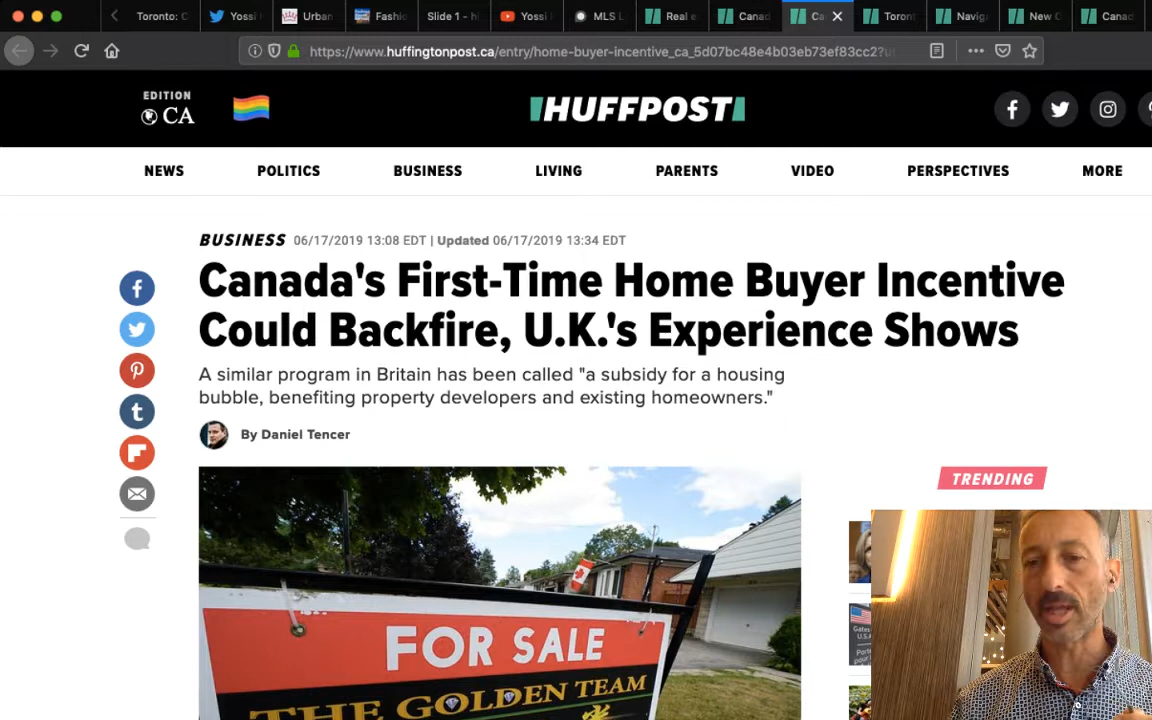 Toronto: C
Yossi
Urban
Fashio
Slide 1 - h
Yossi
MLS L
Real e
Canad
Ca
Toront
Navig
New C
Canad
https://www.huffingtonpost.ca/entry/home-buyer-incentive_ca_5d07bc48e4b03eb73ef83cc2?u
EDITION
CA
HUFFPOST
NEWS
POLITICS
BUSINESS
LIVING
PARENTS
VIDEO
PERSPECTIVES
MORE
BUSINESS 06/17/2019 13:08 EDT | Updated 06/17/2019 13:34 EDT
Canada's First-Time Home Buyer Incentive
Could Backfire, U.K.'s Experience Shows
A similar program in Britain has been called "a subsidy for a housing
bubble, benefiting property developers and existing homeowners."
By Daniel Tencer
TRENDING
FOR SALE
THE GOLDEN TEAM